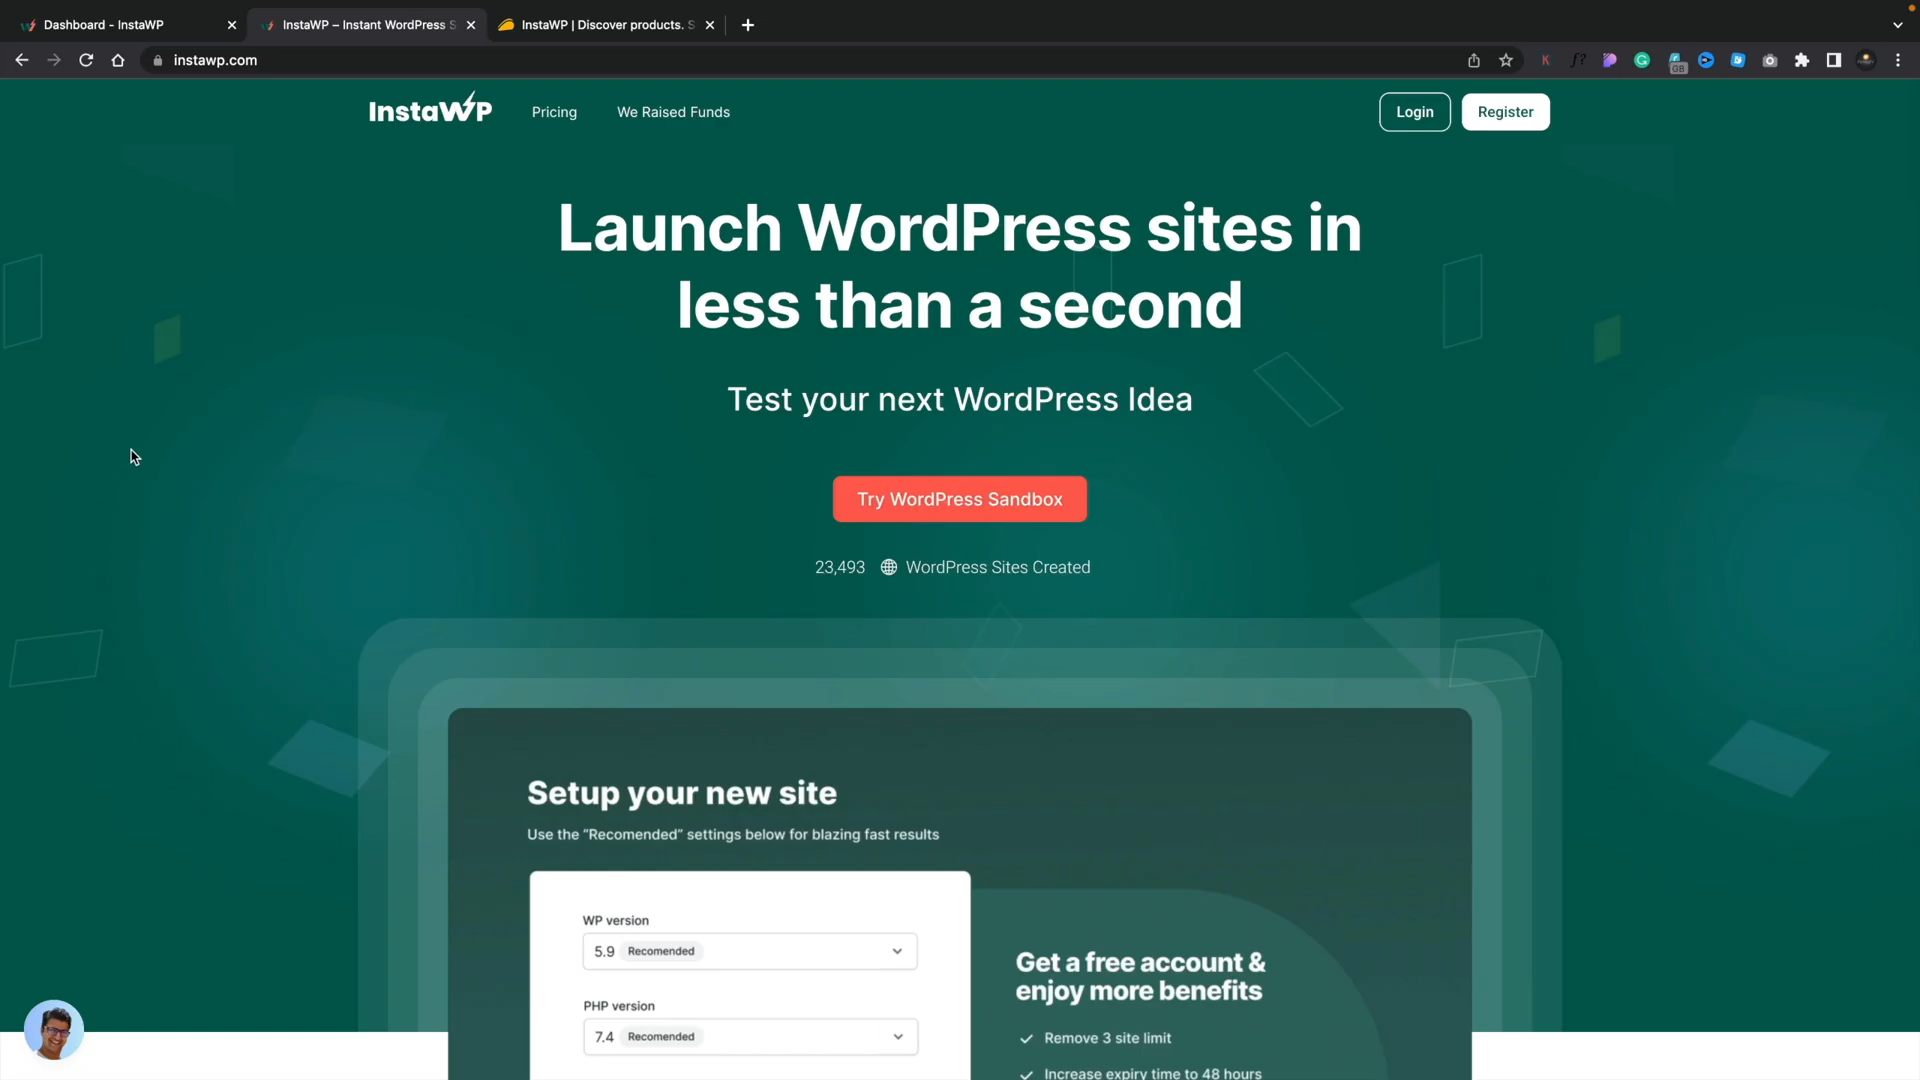 Dashboard - InstaWP
InstaWP – Instant WordPress S
InstaWP | Discover products. S
instawp.com
K
f?
GB
InstaWP
Pricing
We Raised Funds
Login
Register
Launch WordPress sites in
less than a second
Test your next WordPress Idea
Try WordPress Sandbox
23,493 WordPress Sites Created
Setup your new site
Use the “Recomended” settings below for blazing fast results
WP version
5.9 Recomended
PHP version
7.4 Recomended
Get a free account &
enjoy more benefits
Remove 3 site limit
Increase expiry time to 48 hours